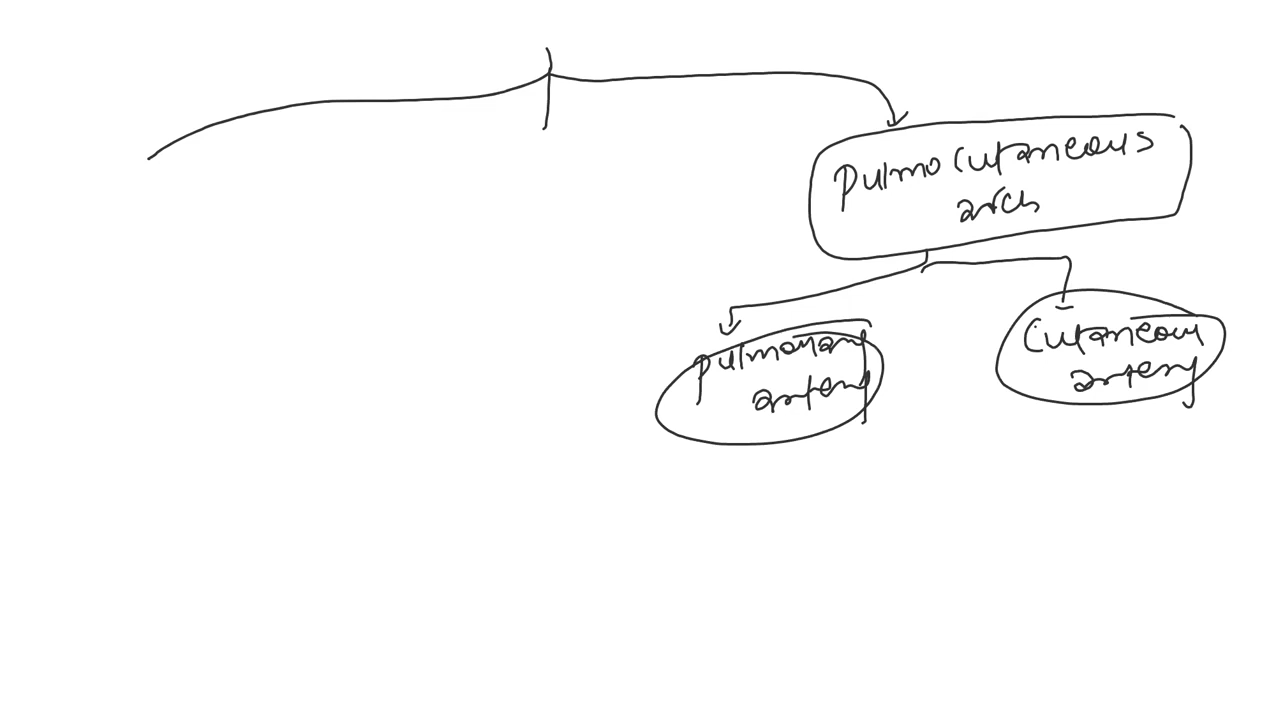 Pulmo cutaneous
arch
pulmonary
artery
Cutaneous
artery